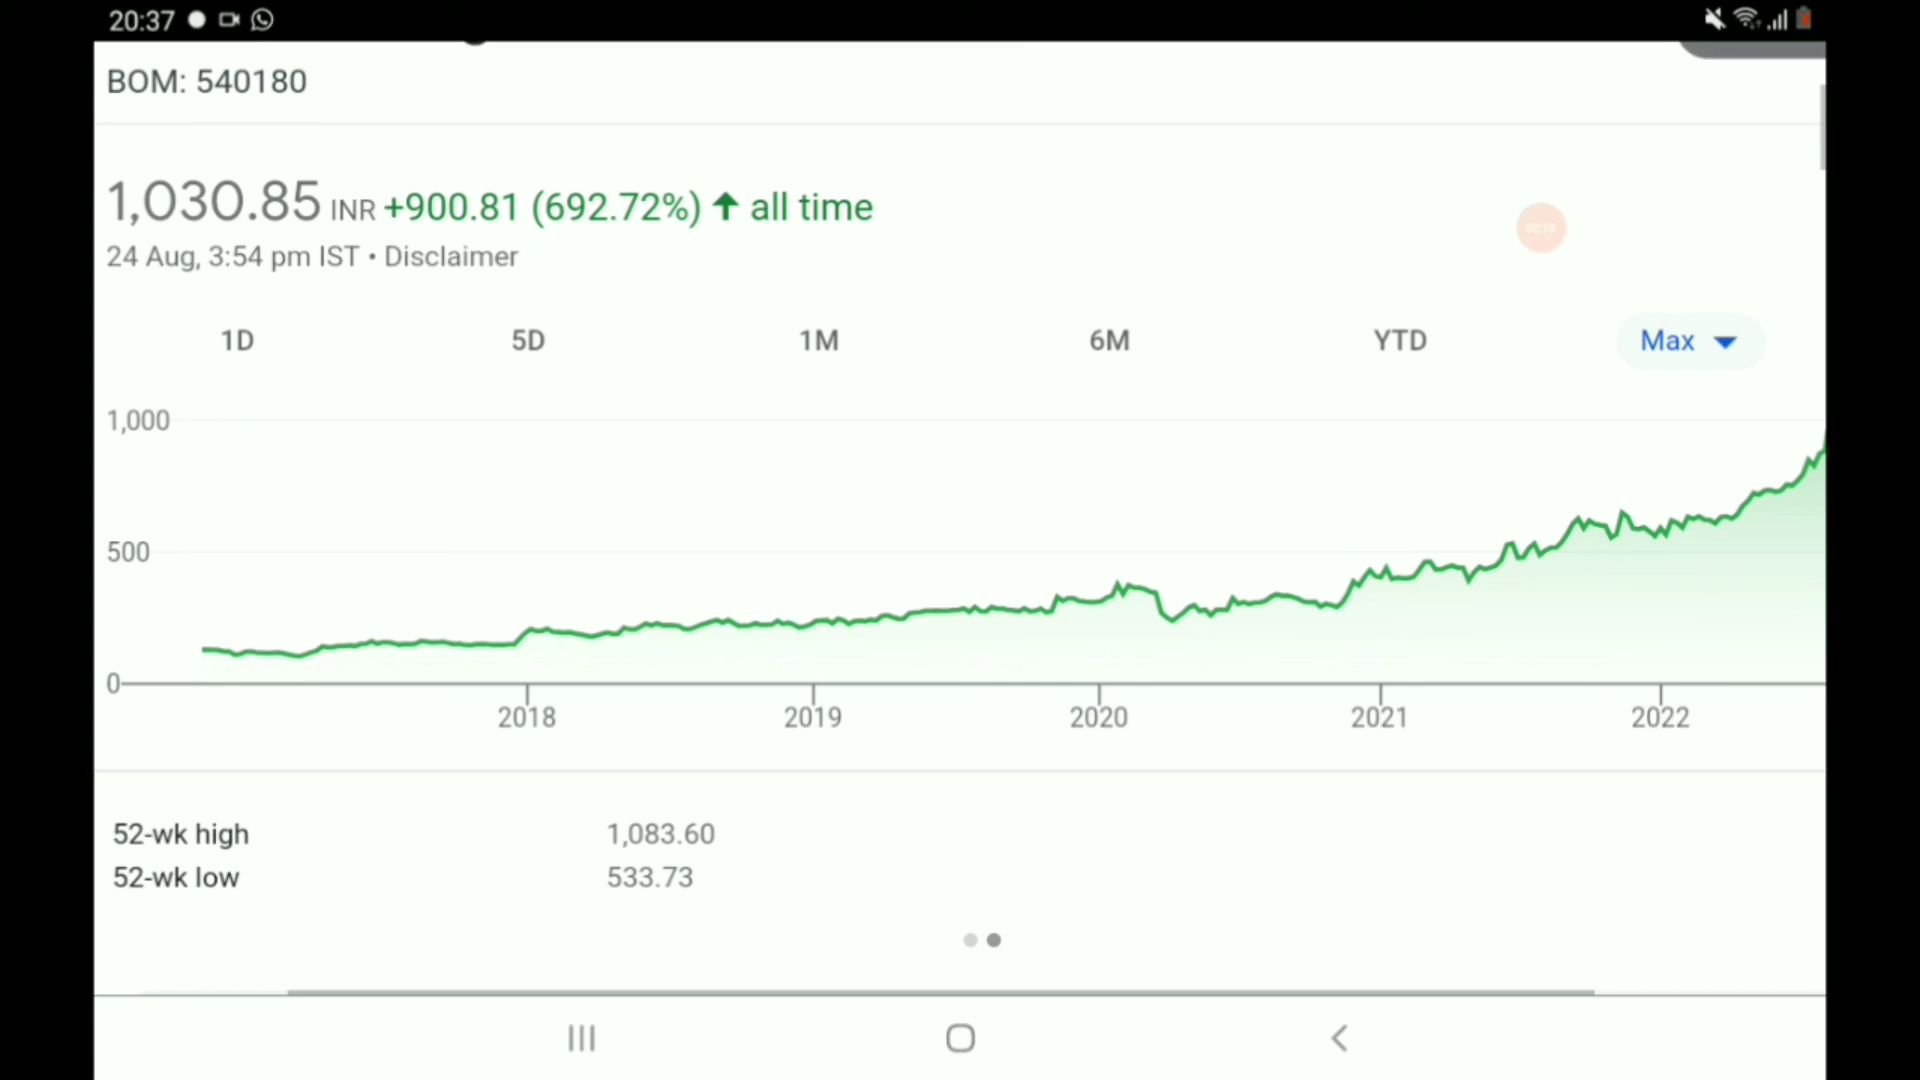 20:37
BOM: 540180
1,030.85 INR +900.81 (692.72%) ↑ all time
24 Aug, 3:54 pm IST • Disclaimer
1D 5D 1M 6M YTD Max
1,000
500
0
2018 2019 2020 2021 2022
52-wk high 1,083.60
52-wk low 533.73